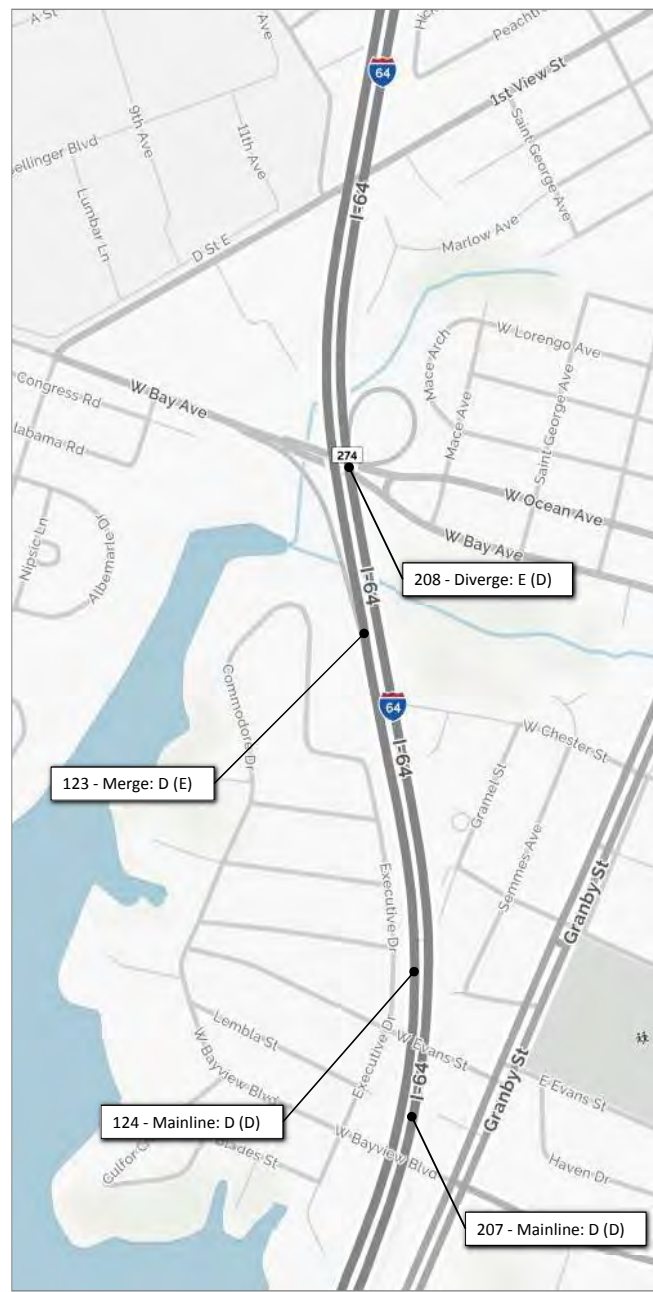 A St
Ave
Peachtr
64
1st View St
9th Ave
11th Ave
Saint George Ave
ellinger Blvd
Lumbar Ln
I-64
Marlow Ave
D St E
W Lorengo Ave
Mace Arch
Mace Ave
Saint George Ave
W Bay Ave
Congress Rd
labama Rd
274
W Ocean Ave
W Bay Ave
Nipsic Ln
Albemarle Dr
208 - Diverge: E (D)
I-64
Commodore Dr
64
W Chester St
I-64
123 - Merge: D (E)
Gramel St
Semmes Ave
Granby St
Executive Dr
Lembla St
W Evans St
Executive Dr
I-64
Granby St
E Evans St
W Bayview Blvd
124 - Mainline: D (D)
W Bayview Blvd
Culfor C
lades St
Haven Dr
207 - Mainline: D (D)